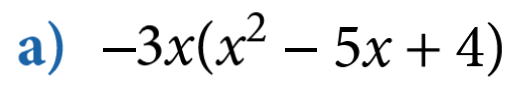 a) −3x(x² − 5x + 4)